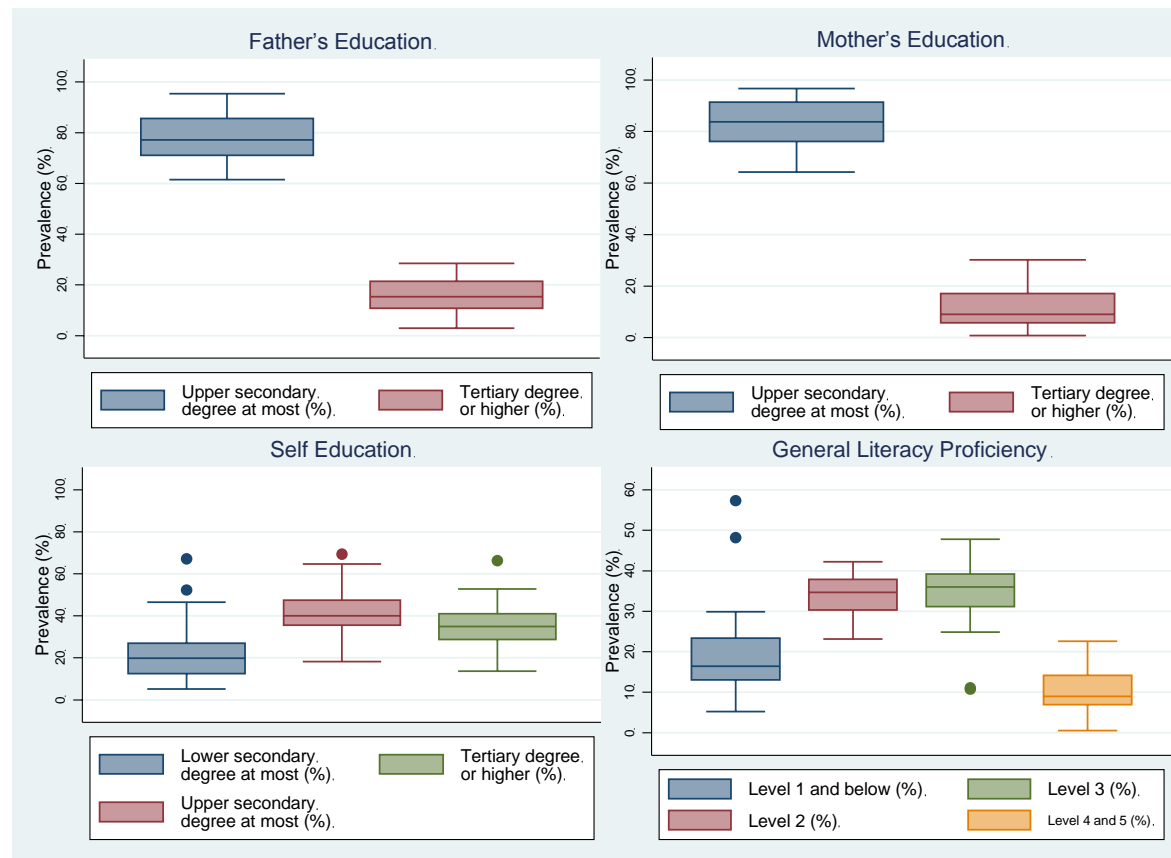 Father's Education.
Prevalence (%).
100.
80.
60.
40.
20.
0.
Upper secondary.
degree at most (%).
Tertiary degree.
or higher (%).
Mother's Education.
Prevalence (%).
100.
80.
60.
40.
20.
0.
Upper secondary.
degree at most (%).
Tertiary degree.
or higher (%).
Self Education.
Prevalence (%).
100.
80.
60.
40.
20.
0.
Lower secondary.
degree at most (%).
Tertiary degree.
or higher (%).
Upper secondary.
degree at most (%).
General Literacy Proficiency.
Prevalence (%).
60.
50.
40.
30.
20.
10.
0.
Level 1 and below (%).
Level 3 (%).
Level 2 (%).
Level 4 and 5 (%).